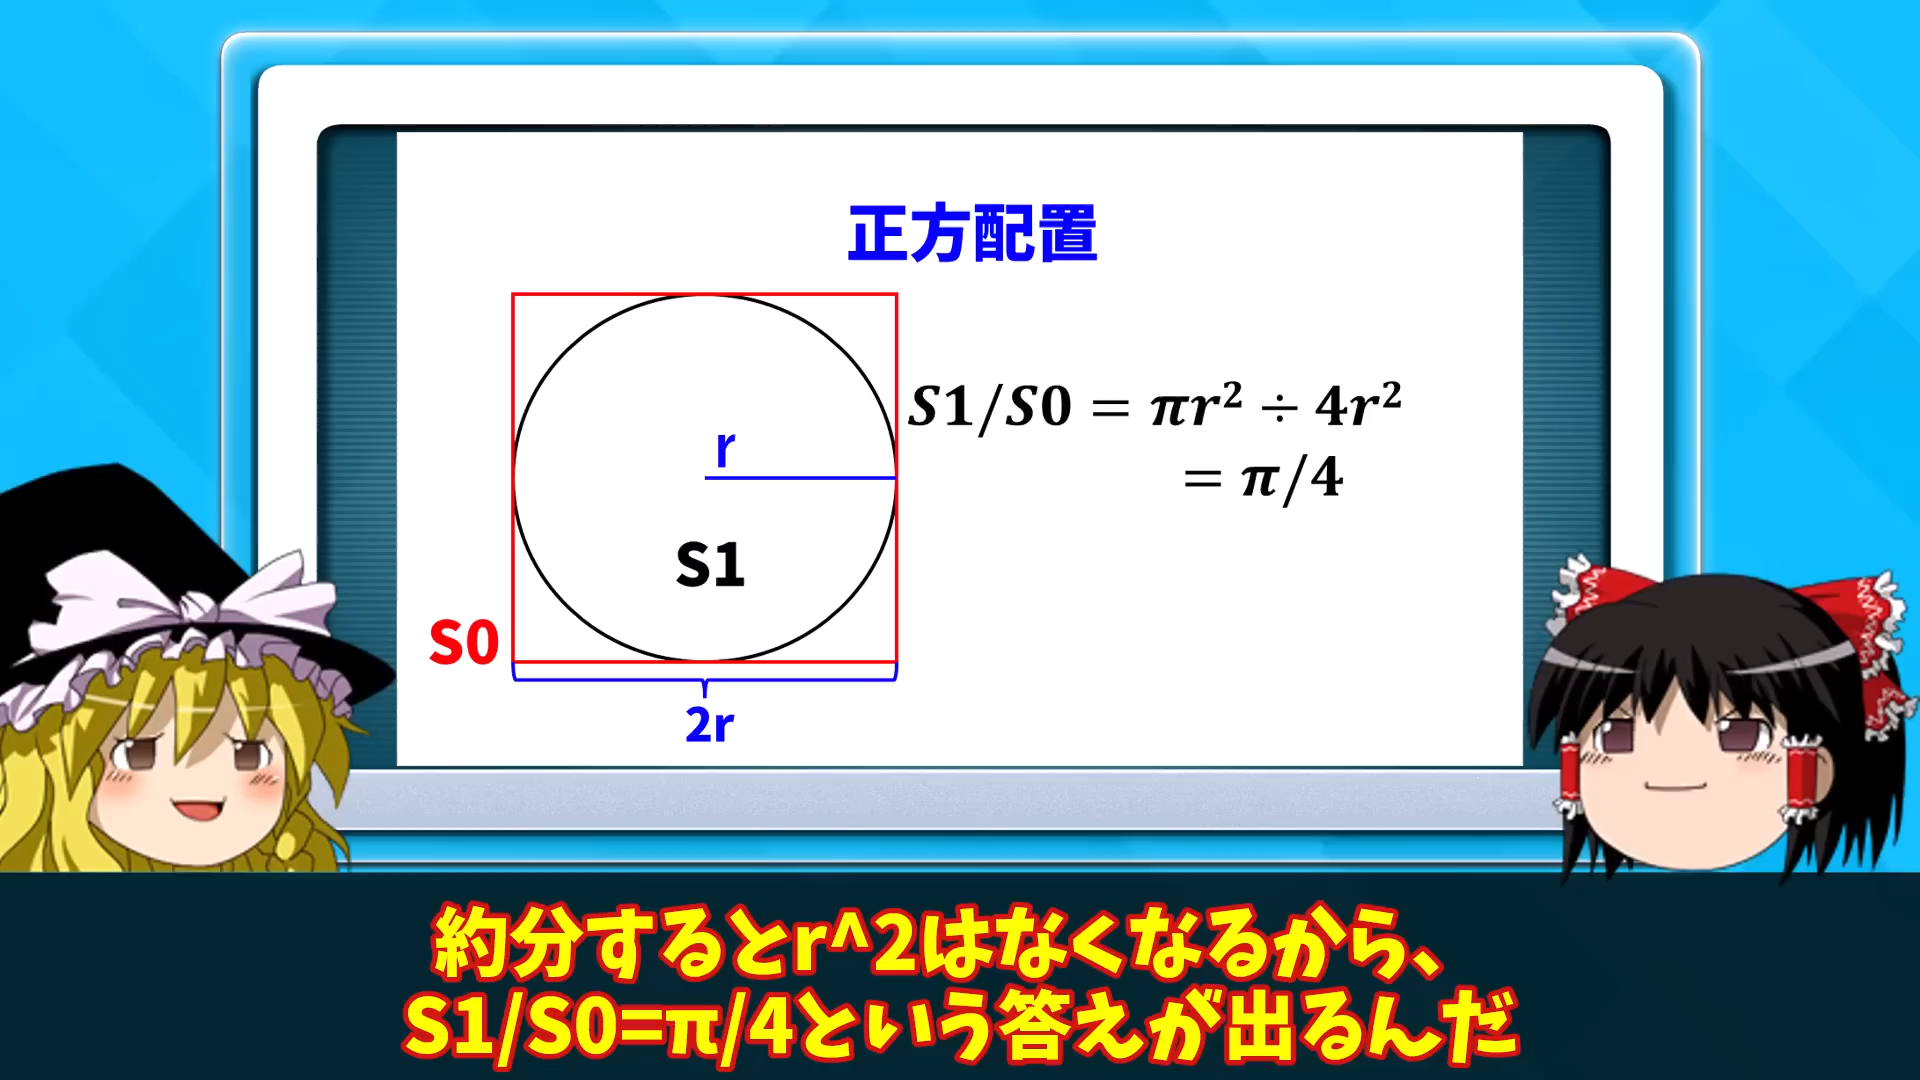 正方配置
S1/S0 = πr² ÷ 4r²
= π/4
r
S1
S0
2r
約分するとr^2はなくなるから、
S1/S0=π/4という答えが出るんだ